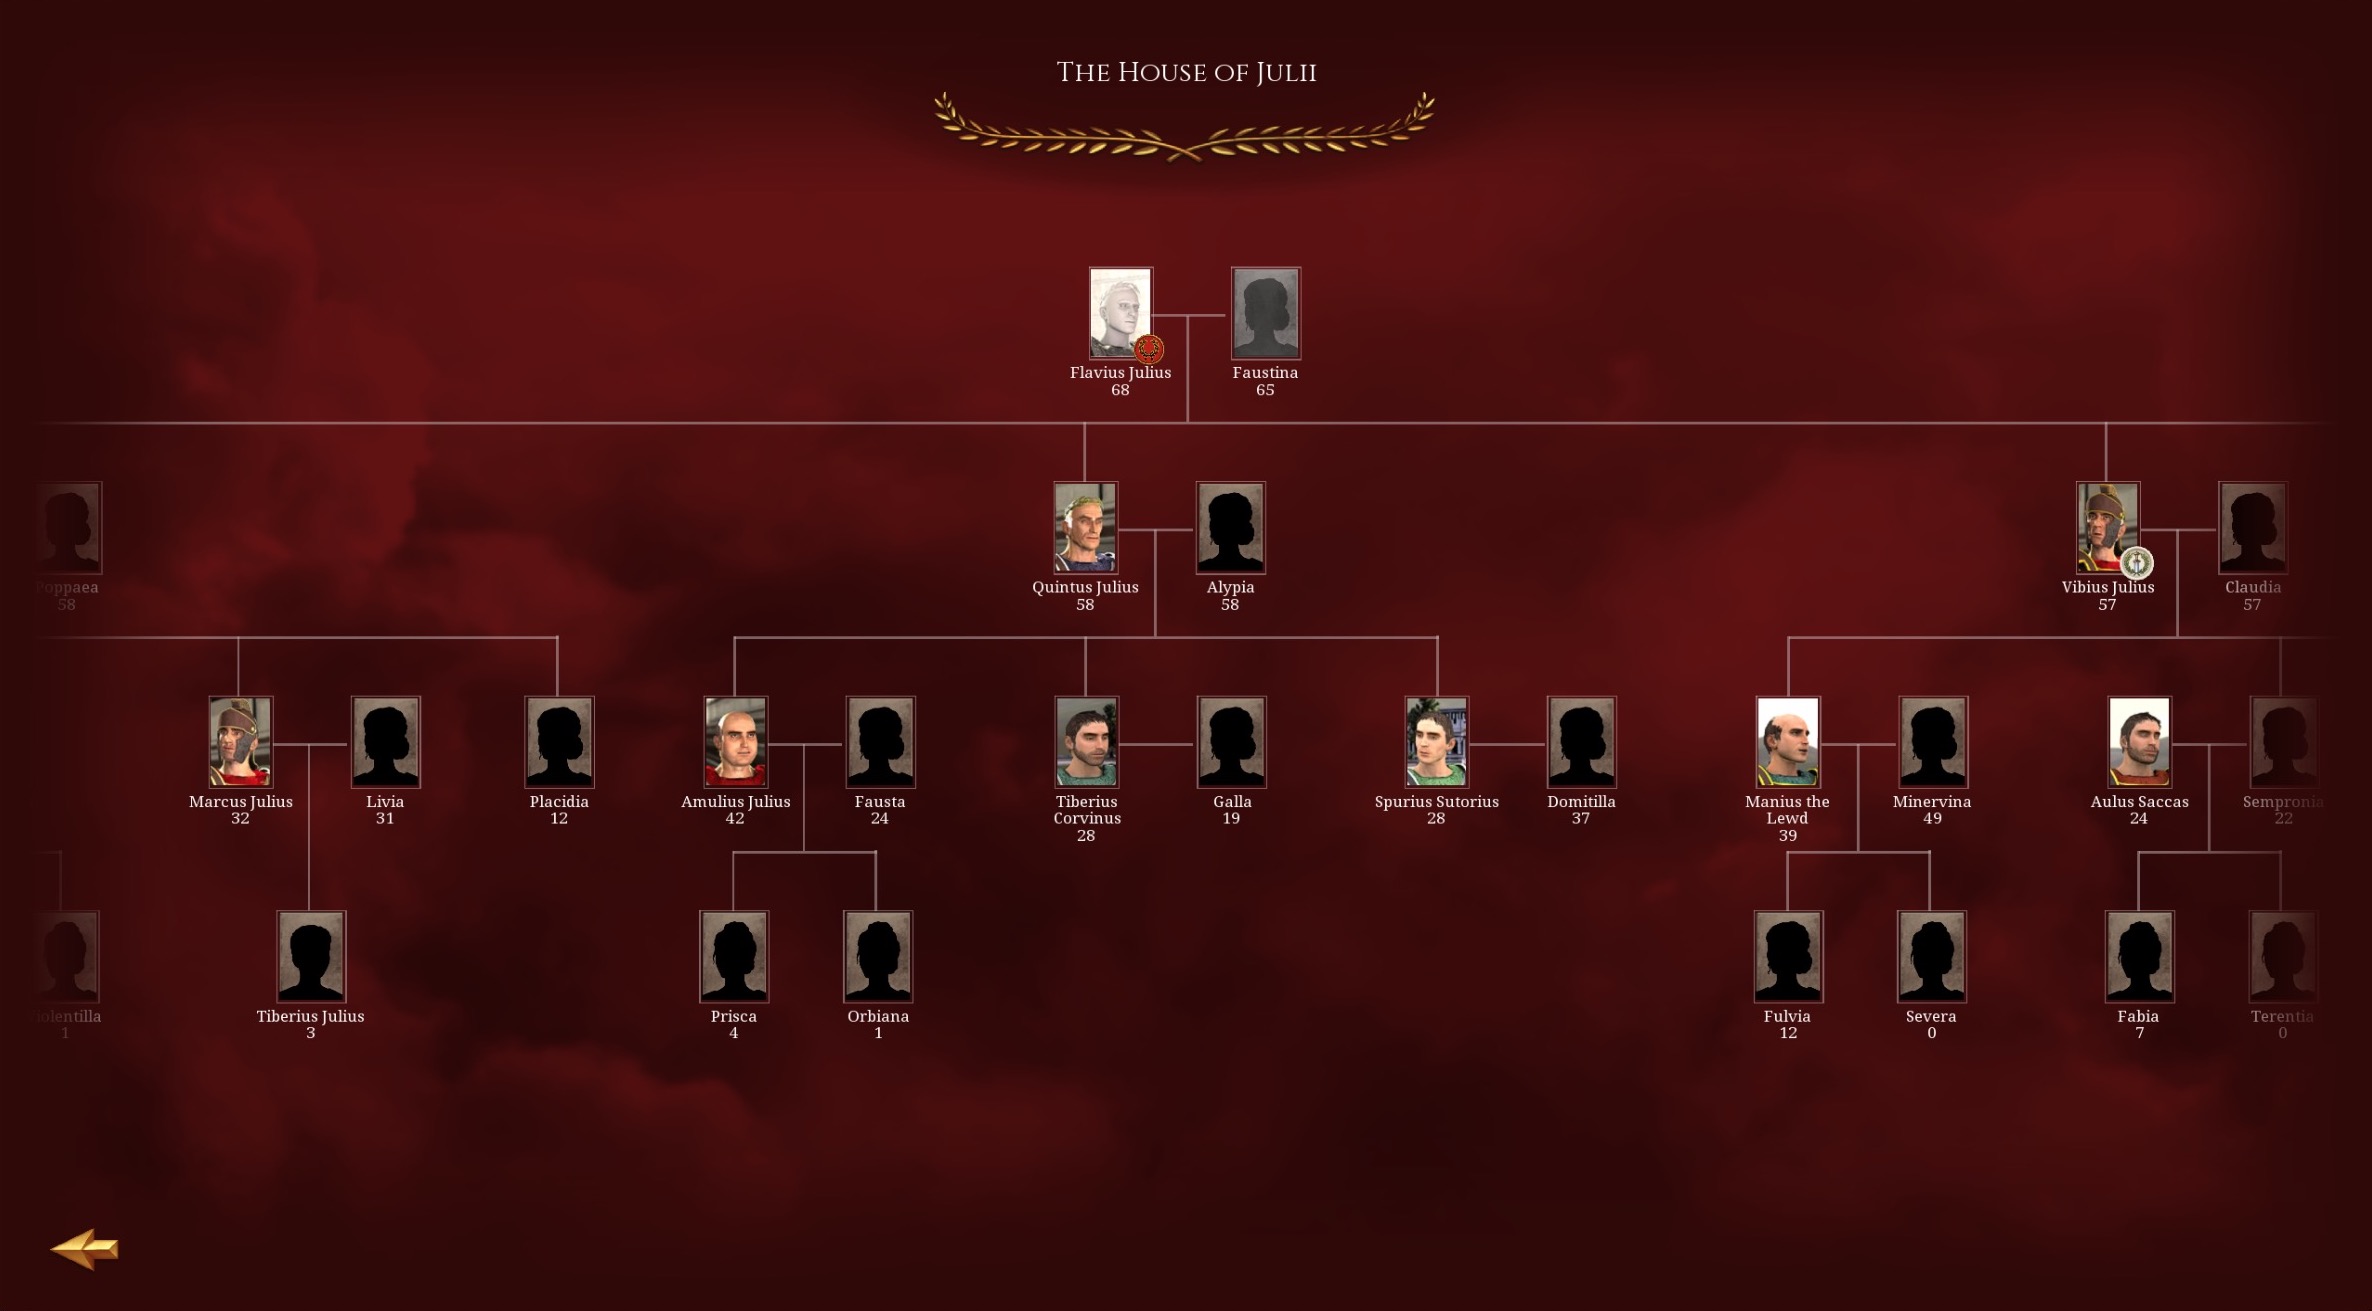 The House of Julii
Flavius Julius
68
Faustina
65
58
Quintus Julius
58
Alypia
58
Vibius Julius
57
Claudia
57
Marcus Julius
32
Livia
31
Placidia
12
Amulius Julius
42
Fausta
24
Tiberius
Corvinus
28
Galla
19
Spurius Sutorius
28
Domitilla
37
Manius the
Lewd
39
Minervina
49
Aulus Saccas
24
Sempronia
22
1
Tiberius Julius
3
Prisca
4
Orbiana
1
Fulvia
12
Severa
0
Fabia
7
Terentia
0